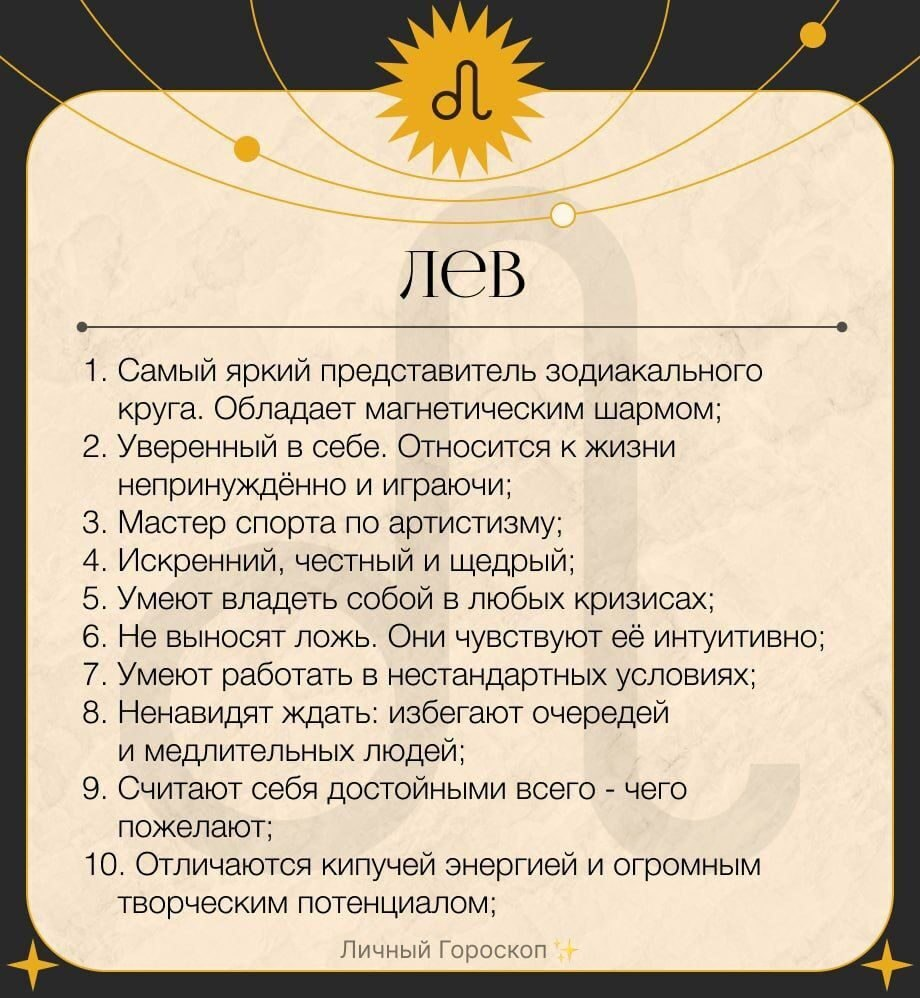 лев
1. Самый яркий представитель зодиакального
круга. Обладает магнетическим шармом;
2. Уверенный в себе. Относится к жизни
непринуждённо и играючи;
3. Мастер спорта по артистизму;
4. Искренний, честный и щедрый;
5. Умеют владеть собой в любых кризисах;
6. Не выносят ложь. Они чувствуют её интуитивно;
7. Умеют работать в нестандартных условиях;
8. Ненавидят ждать: избегают очередей
и медлительных людей;
9. Считают себя достойными всего - чего
пожелают;
10. Отличаются кипучей энергией и огромным
творческим потенциалом;
Личный Гороскоп ✨